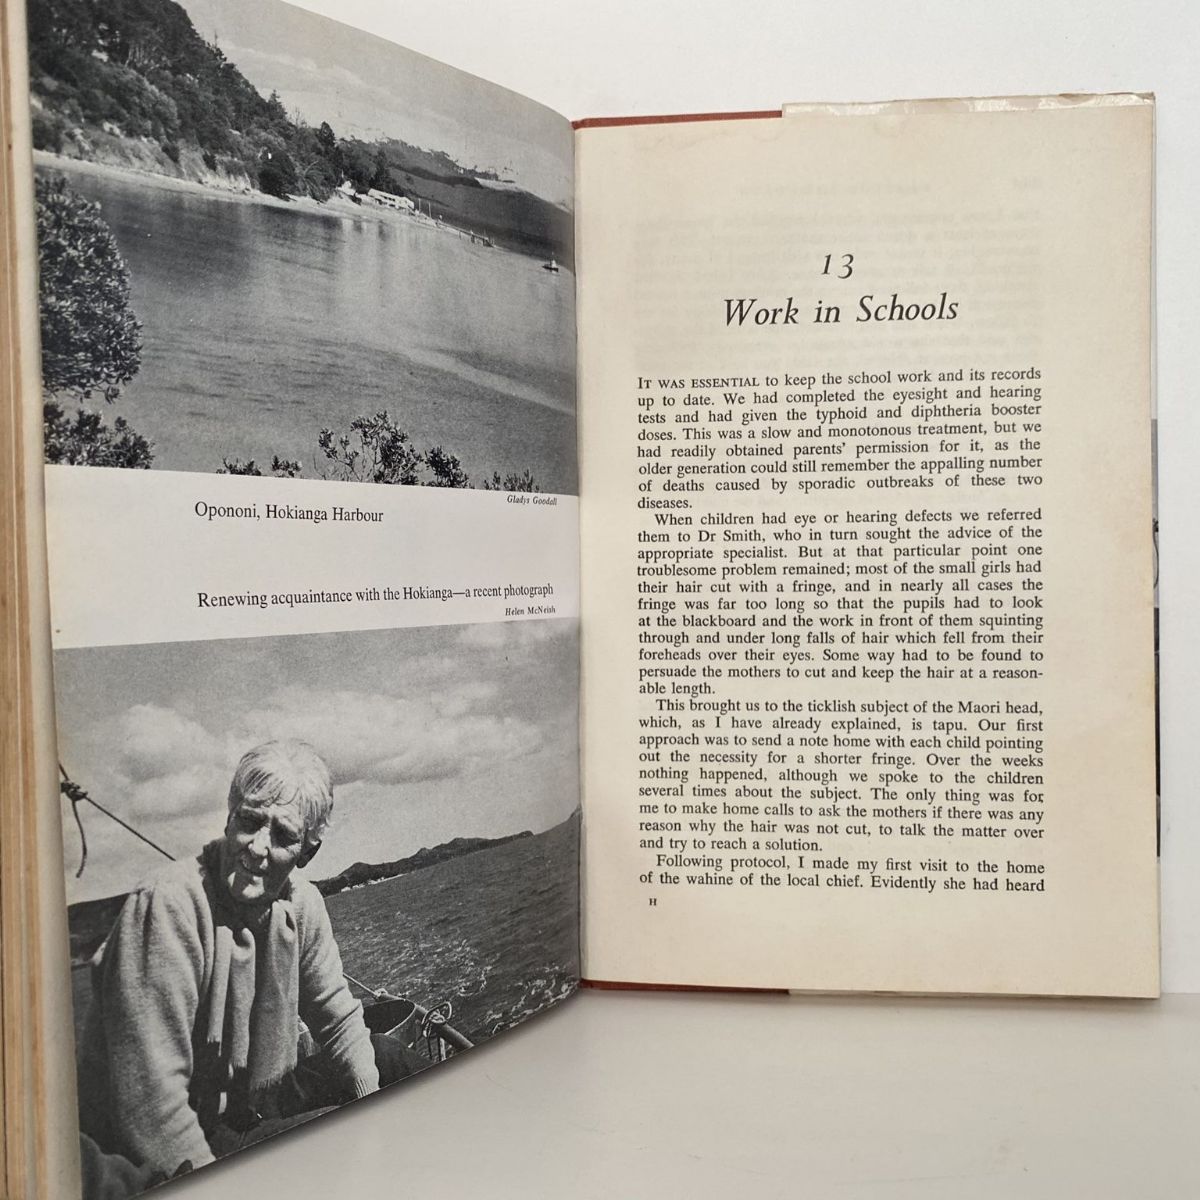 Gladys Goodall
Opononi, Hokianga Harbour
Renewing acquaintance with the Hokianga—a recent photograph
Helen McNeish
13
Work in Schools
IT WAS ESSENTIAL to keep the school work and its records
up to date. We had completed the eyesight and hearing
tests and had given the typhoid and diphtheria booster
doses. This was a slow and monotonous treatment, but we
had readily obtained parents' permission for it, as the
older generation could still remember the appalling number
of deaths caused by sporadic outbreaks of these two
diseases.
When children had eye or hearing defects we referred
them to Dr Smith, who in turn sought the advice of the
appropriate specialist. But at that particular point one
troublesome problem remained; most of the small girls had
their hair cut with a fringe, and in nearly all cases the
fringe was far too long so that the pupils had to look
at the blackboard and the work in front of them squinting
through and under long falls of hair which fell from their
foreheads over their eyes. Some way had to be found to
persuade the mothers to cut and keep the hair at a reason-
able length.
This brought us to the ticklish subject of the Maori head,
which, as I have already explained, is tapu. Our first
approach was to send a note home with each child pointing
out the necessity for a shorter fringe. Over the weeks
nothing happened, although we spoke to the children
several times about the subject. The only thing was for
me to make home calls to ask the mothers if there was any
reason why the hair was not cut, to talk the matter over
and try to reach a solution.
Following protocol, I made my first visit to the home
of the wahine of the local chief. Evidently she had heard
H